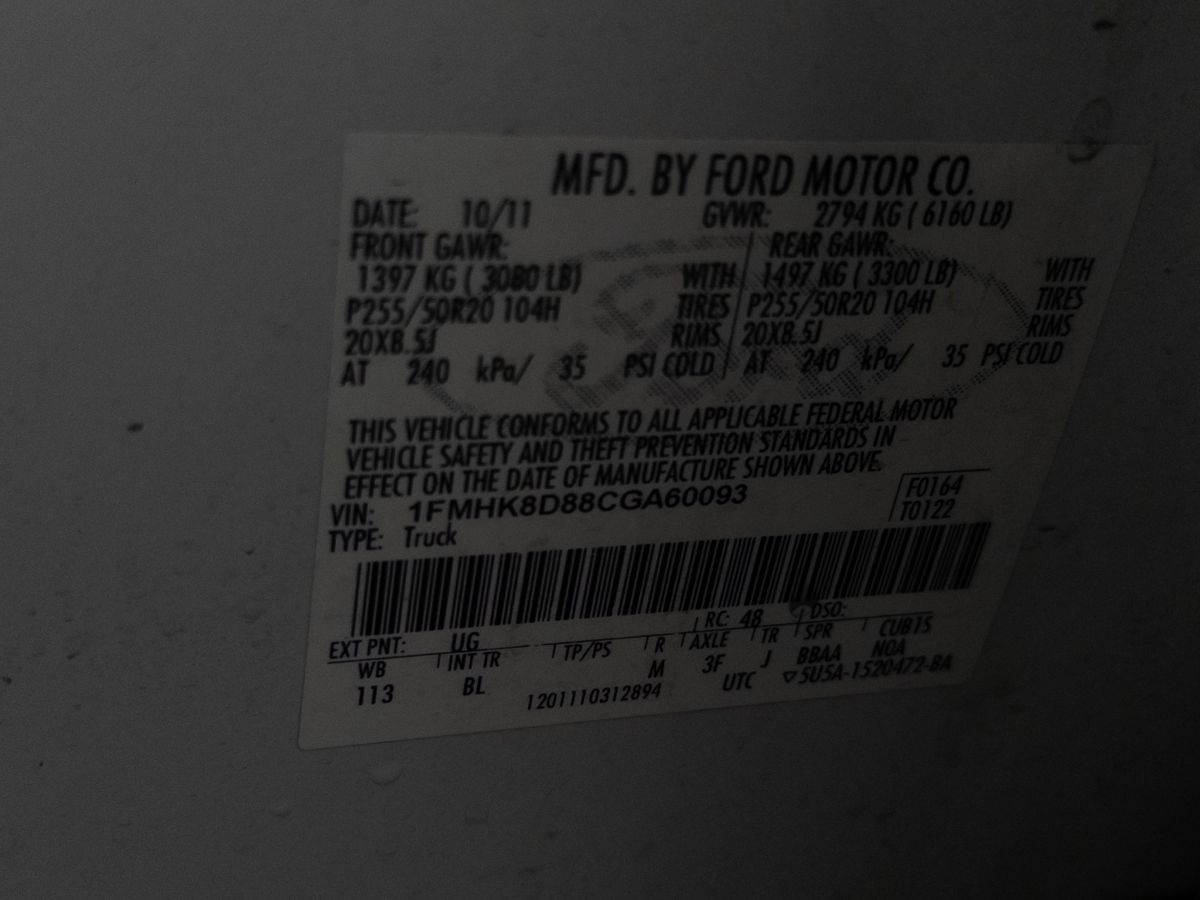 MFD. BY FORD MOTOR CO.
DATE: 10/11 GVWR: 2794 KG ( 6160 LB)
FRONT GAWR: REAR GAWR:
1397 KG ( 3080 LB) WITH 1497 KG ( 3300 LB) WITH
P255/50R20 104H TIRES P255/50R20 104H TIRES
20X8.5J RIMS 20X8.5J RIMS
AT 240 kPa/ 35 PSI COLD AT 240 kPa/ 35 PSI COLD
THIS VEHICLE CONFORMS TO ALL APPLICABLE FEDERAL MOTOR
VEHICLE SAFETY AND THEFT PREVENTION STANDARDS IN
EFFECT ON THE DATE OF MANUFACTURE SHOWN ABOVE.
VIN: 1FMHK8D88CGA60093 F0164
TYPE: Truck T0122
EXT PNT: UG RC: 48 DSO:
WB INT TR TP/PS R AXLE TR SPR CUB1S
113 BL M 3F J BBAA N0A
1201110312894 UTC ▽5U5A-1520472-BA